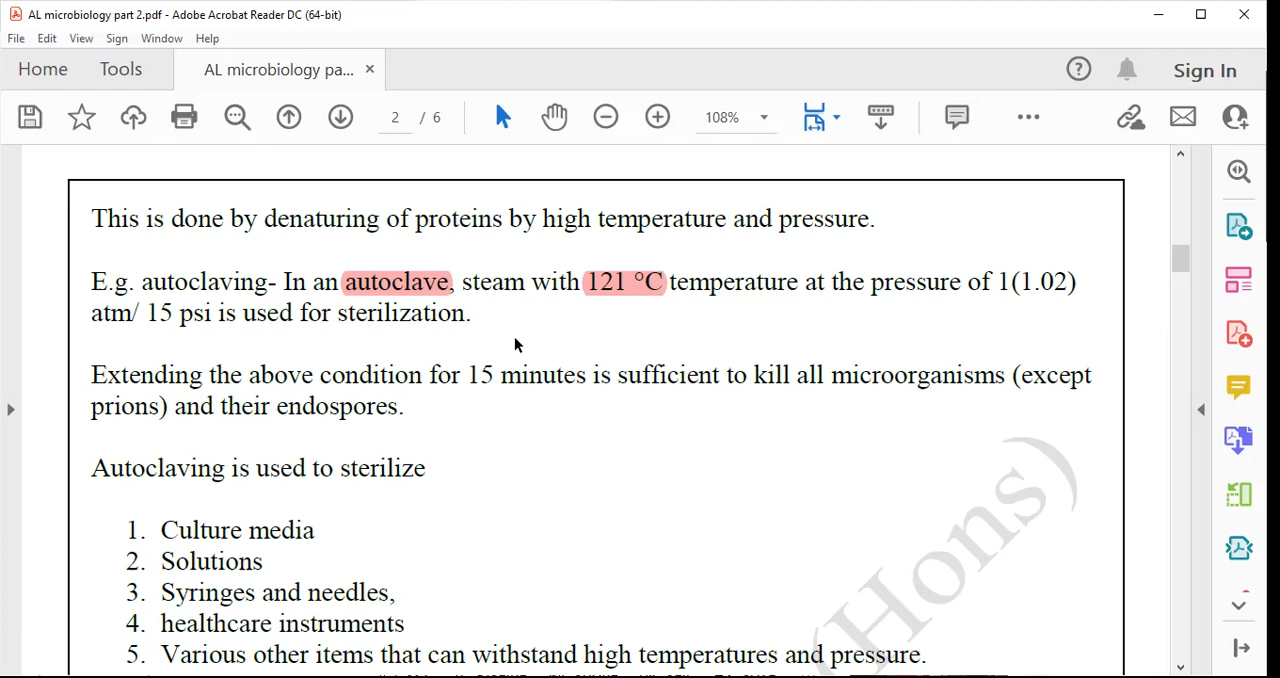 AL microbiology part 2.pdf - Adobe Acrobat Reader DC (64-bit)
File Edit View Sign Window Help
Home Tools AL microbiology pa... × Sign In
2 / 6 108%
This is done by denaturing of proteins by high temperature and pressure.
E.g. autoclaving- In an autoclave, steam with 121 °C temperature at the pressure of 1(1.02)
atm/ 15 psi is used for sterilization.
Extending the above condition for 15 minutes is sufficient to kill all microorganisms (except
prions) and their endospores.
Autoclaving is used to sterilize
1. Culture media
2. Solutions
3. Syringes and needles,
4. healthcare instruments
5. Various other items that can withstand high temperatures and pressure.
(Hons)